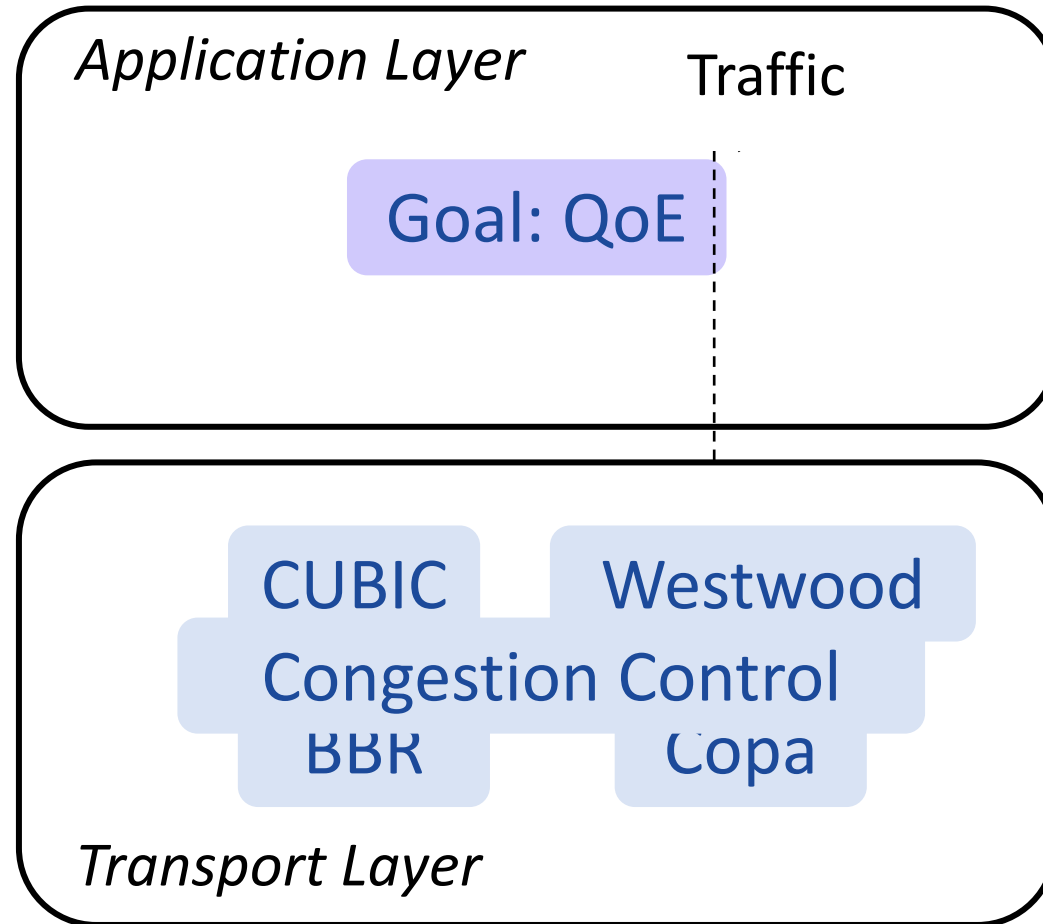 Application Layer
Traffic
Goal: QoE
CUBIC
Westwood
Congestion Control
BBR
Copa
Transport Layer